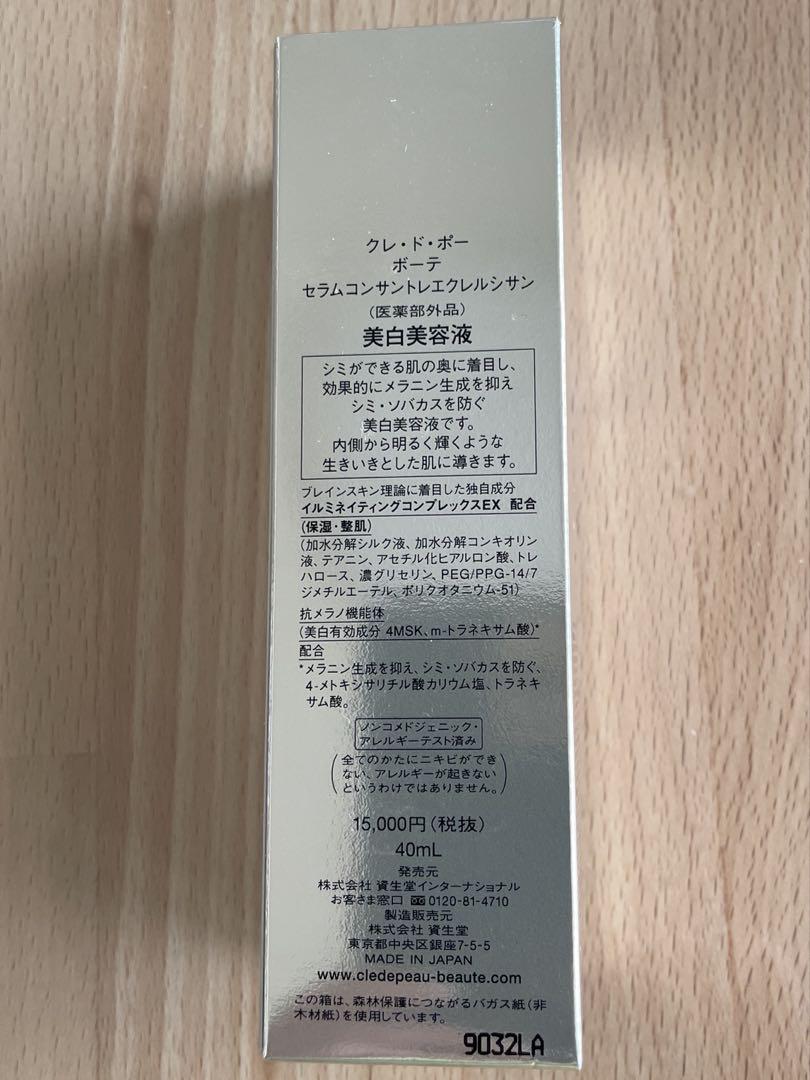 クレ・ド・ポー
ボーテ
セラムコンサントレエクレルシサン
（医薬部外品）
美白美容液
シミができる肌の奥に着目し、
効果的にメラニン生成を抑え
シミ・ソバカスを防ぐ
美白美容液です。
内側から明るく輝くような
生きいきとした肌に導きます。
ブレインスキン理論に着目した独自成分
イルミネイティングコンプレックスEX 配合
（保湿・整肌）
（加水分解シルク液、加水分解コンキオリン
液、テアニン、アセチル化ヒアルロン酸、トレ
ハロース、濃グリセリン、PEG/PPG-14/7
ジメチルエーテル、ポリクオタニウム-51）
抗メラノ機能体
（美白有効成分 4MSK、m-トラネキサム酸）*
配合
*メラニン生成を抑え、シミ・ソバカスを防ぐ、
4-メトキシサリチル酸カリウム塩、トラネキ
サム酸。
ノンコメドジェニック・
アレルギーテスト済み
（全てのかたにニキビができ
ない、アレルギーが起きない
というわけではありません。）
15,000円（税抜）
40mL
発売元
株式会社 資生堂インターナショナル
お客さま窓口 0120-81-4710
製造販売元
株式会社 資生堂
東京都中央区銀座7-5-5
MADE IN JAPAN
www.cledepeau-beaute.com
この箱は、森林保護につながるバガス紙（非
木材紙）を使用しています。
9032LA